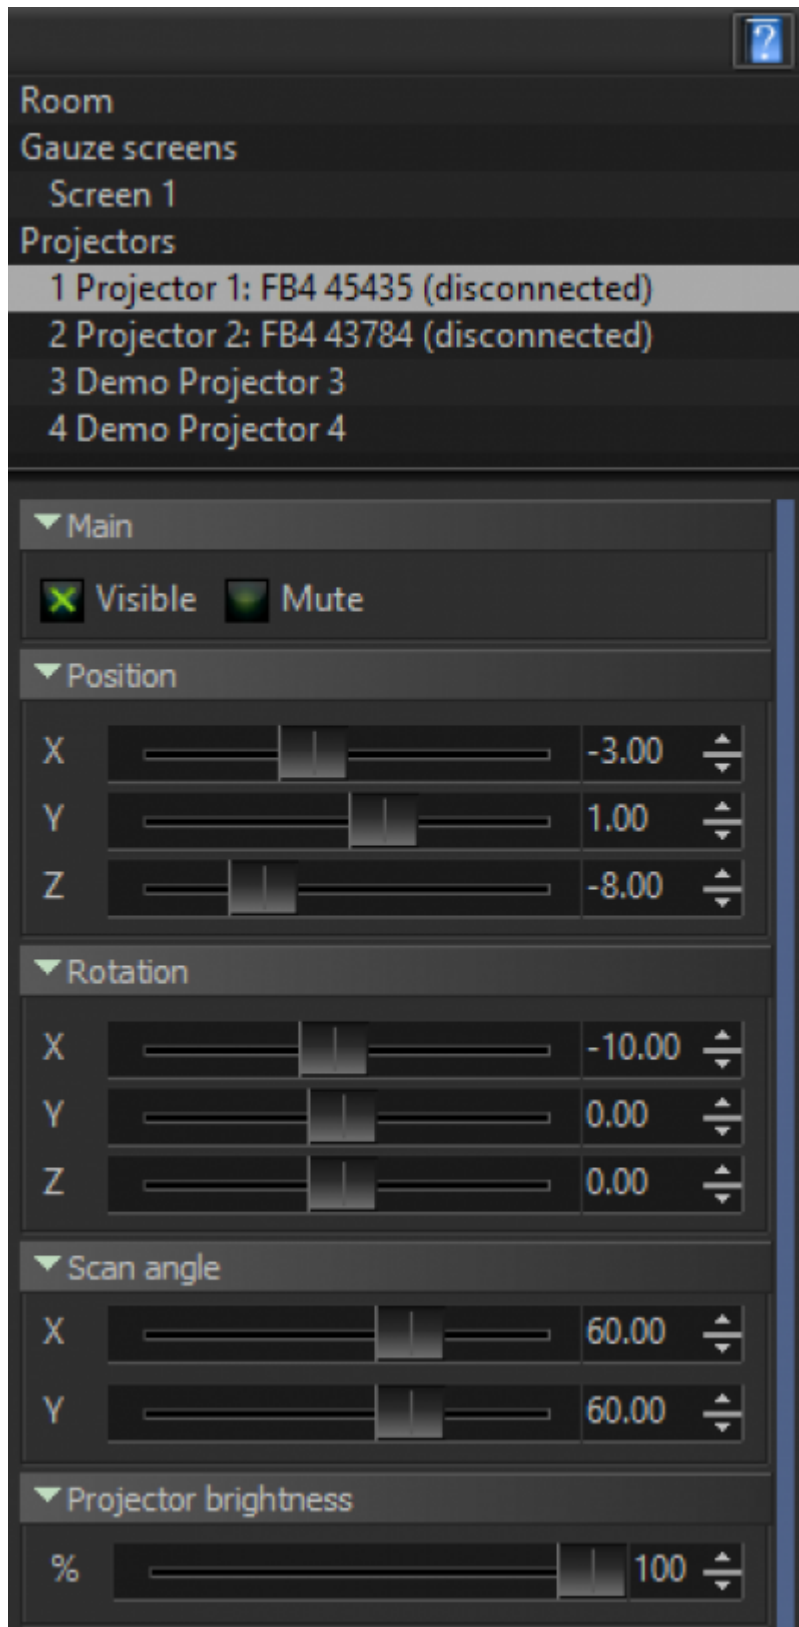 ?
Room
Gauze screens
Screen 1
Projectors
1 Projector 1: FB4 45435 (disconnected)
2 Projector 2: FB4 43784 (disconnected)
3 Demo Projector 3
4 Demo Projector 4
Main
Visible Mute
Position
X -3.00
Y 1.00
Z -8.00
Rotation
X -10.00
Y 0.00
Z 0.00
Scan angle
X 60.00
Y 60.00
Projector brightness
% 100